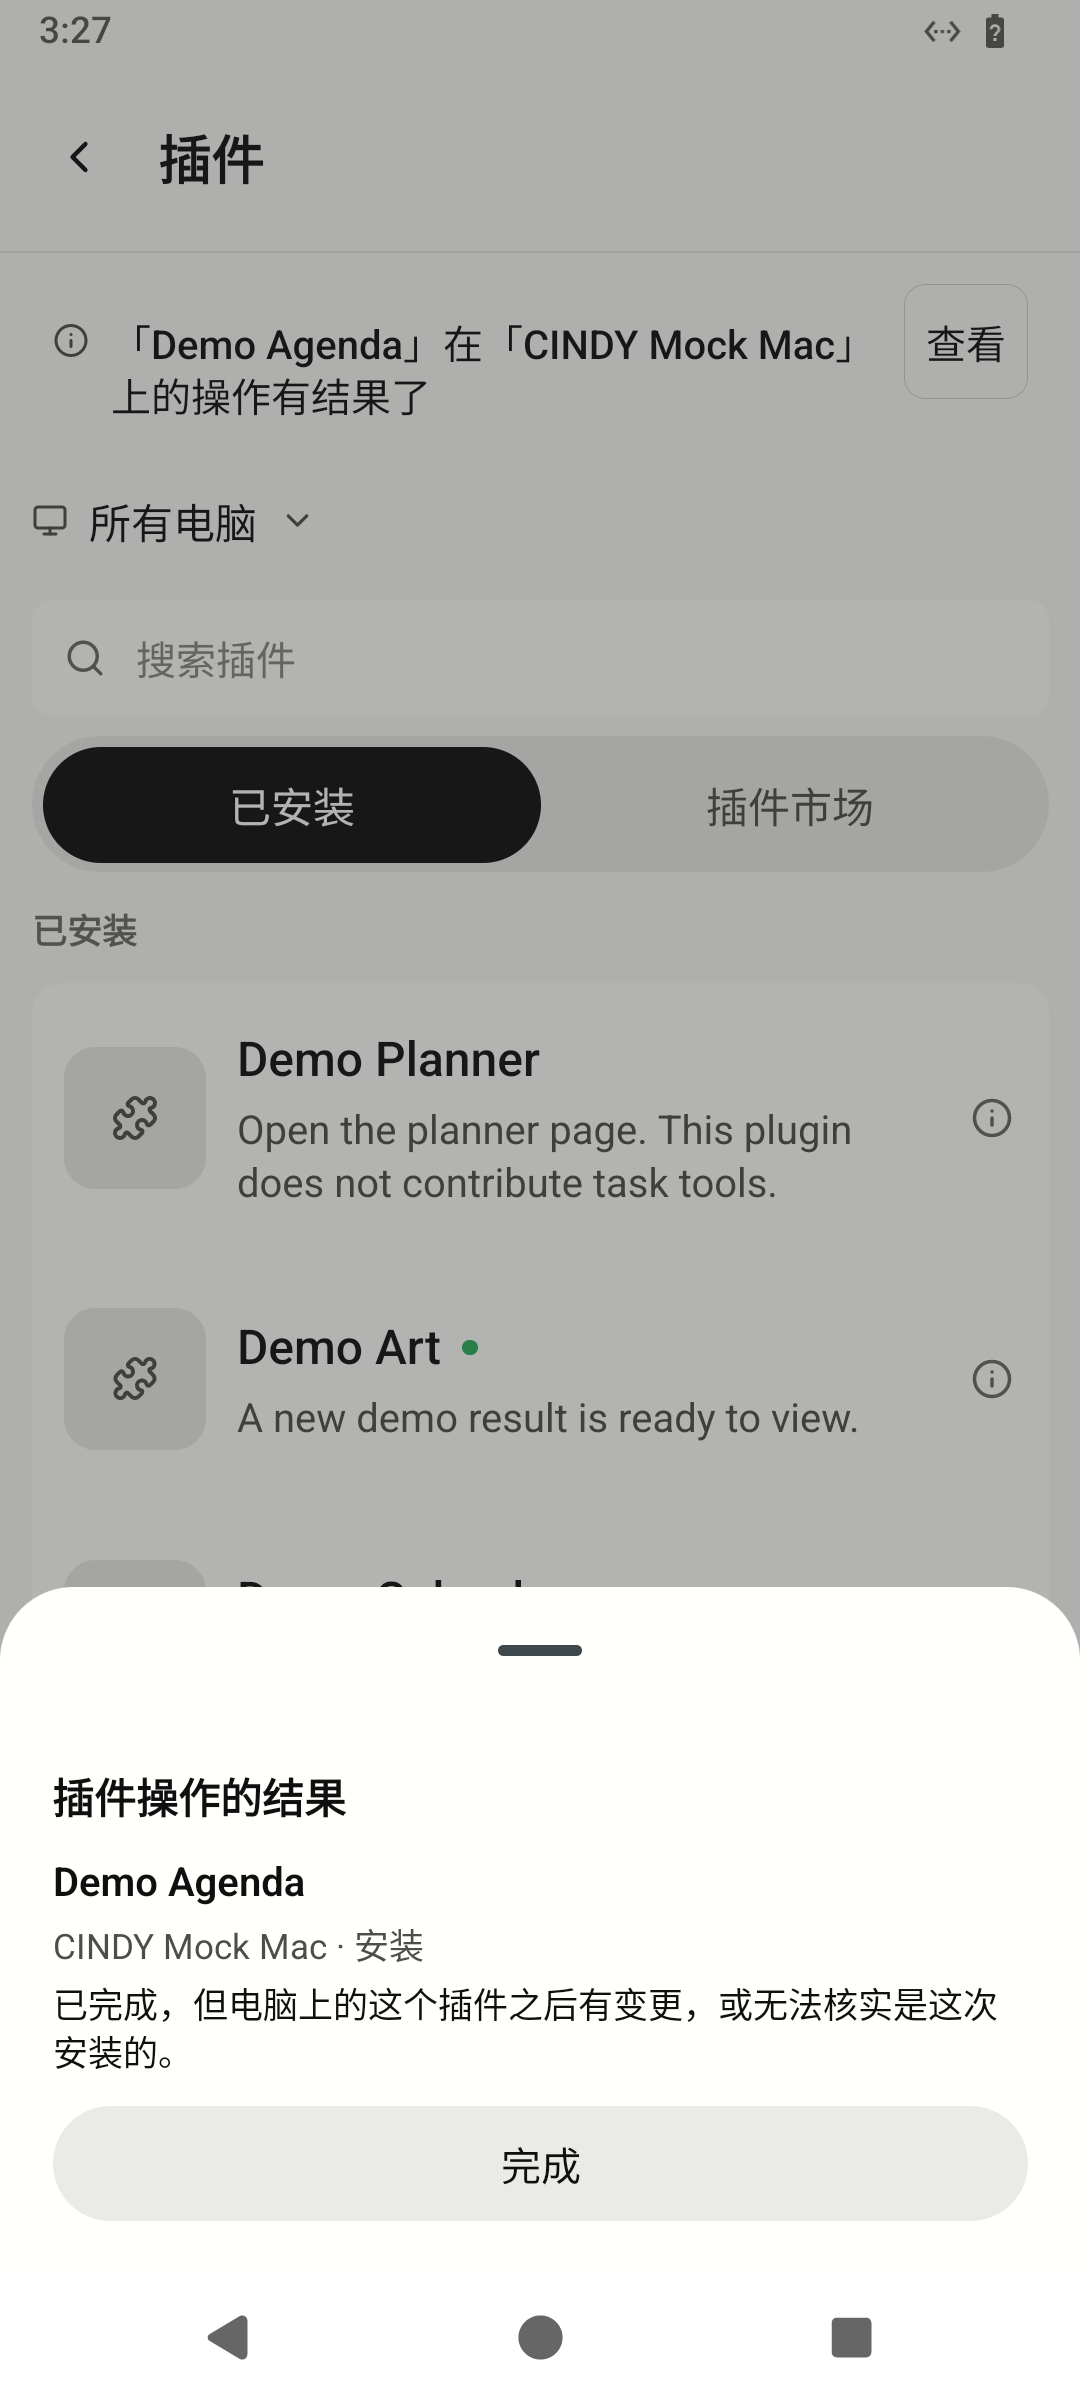 3:27
插件
「Demo Agenda」在「CINDY Mock Mac」
上的操作有结果了
查看
所有电脑
搜索插件
已安装
插件市场
已安装
Demo Planner
Open the planner page. This plugin
does not contribute task tools.
Demo Art
A new demo result is ready to view.
插件操作的结果
Demo Agenda
CINDY Mock Mac · 安装
已完成，但电脑上的这个插件之后有变更，或无法核实是这次
安装的。
完成